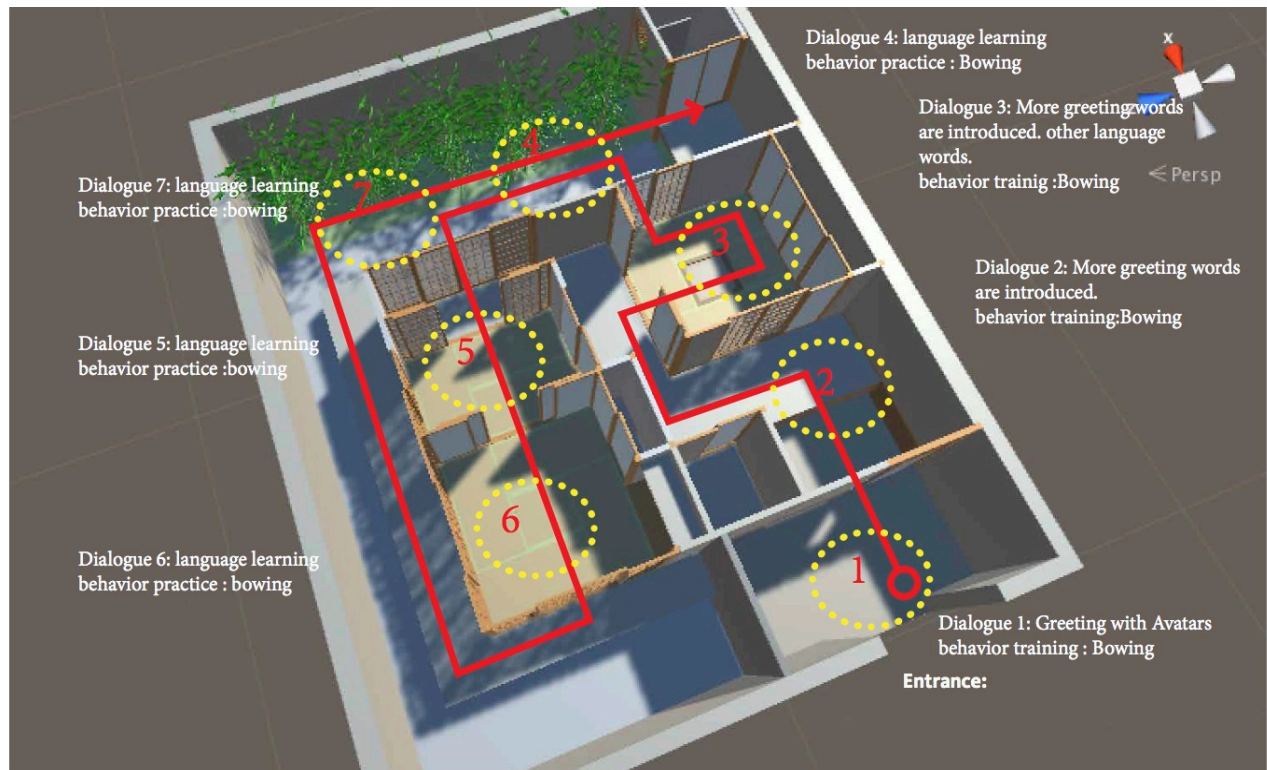 Dialogue 4: language learning
behavior practice : Bowing
x
Dialogue 3: More greeting words
are introduced. other language
words.
behavior trainig :Bowing
z
< Persp
4
Dialogue 7: language learning
behavior practice :bowing
7
3
Dialogue 2: More greeting words
are introduced.
behavior training:Bowing
Dialogue 5: language learning
behavior practice :bowing
5
2
6
Dialogue 6: language learning
behavior practice : bowing
1
Dialogue 1: Greeting with Avatars
behavior training : Bowing
Entrance: